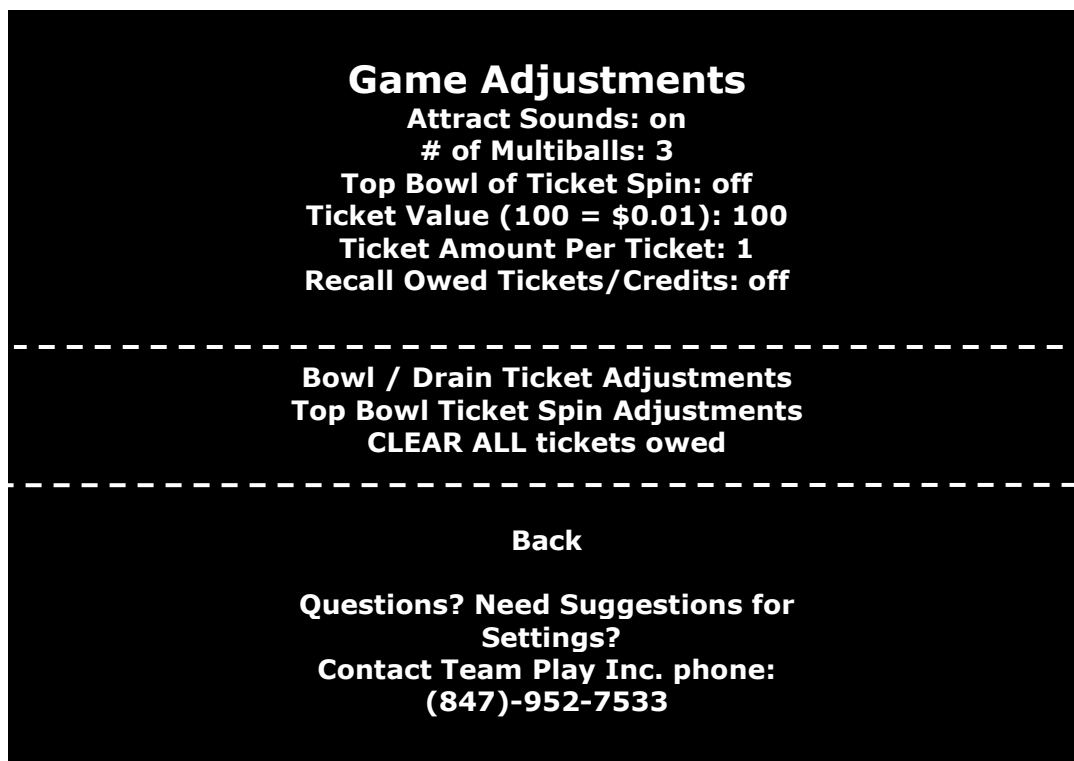 Game Adjustments
Attract Sounds: on
# of Multiballs: 3
Top Bowl of Ticket Spin: off
Ticket Value (100 = $0.01): 100
Ticket Amount Per Ticket: 1
Recall Owed Tickets/Credits: off
Bowl / Drain Ticket Adjustments
Top Bowl Ticket Spin Adjustments
CLEAR ALL tickets owed
Back
Questions? Need Suggestions for
Settings?
Contact Team Play Inc. phone:
(847)-952-7533